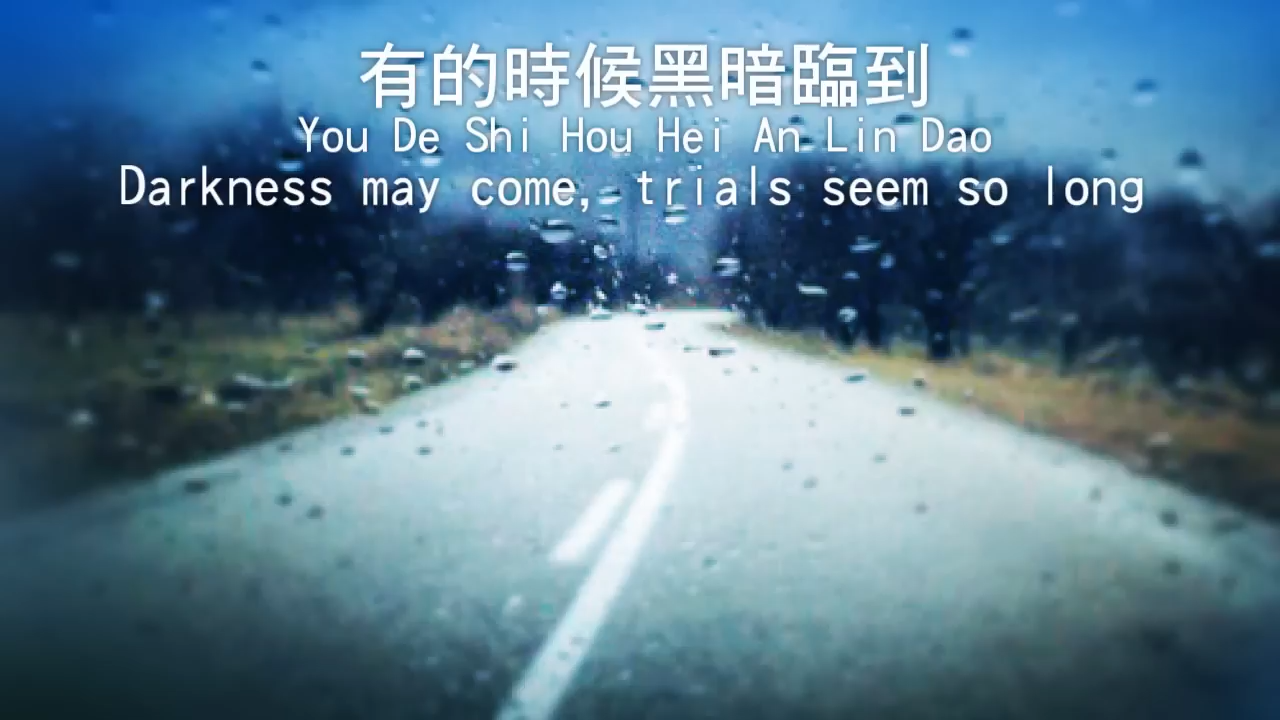 有的時候黑暗臨到
You De Shi Hou Hei An Lin Dao
Darkness may come, trials seem so long